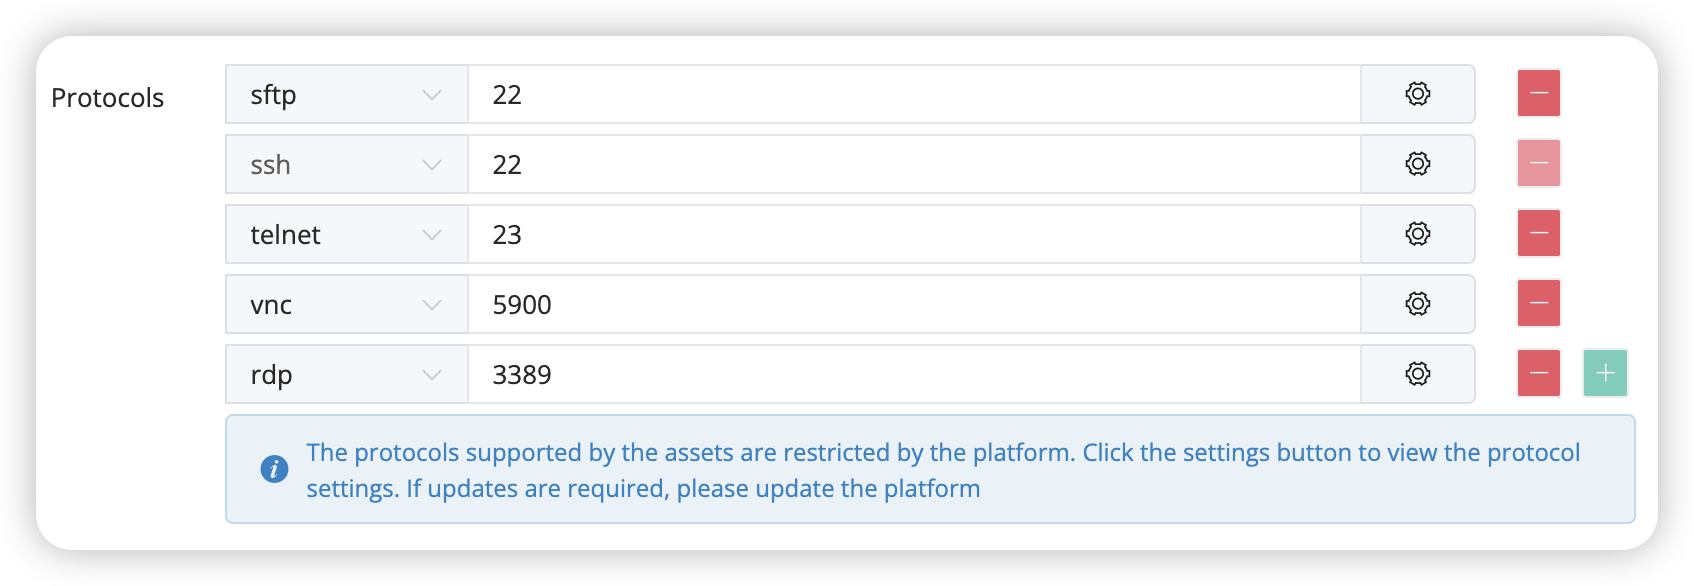 Protocols
sftp 22
ssh 22
telnet 23
vnc 5900
rdp 3389
The protocols supported by the assets are restricted by the platform. Click the settings button to view the protocol
settings. If updates are required, please update the platform